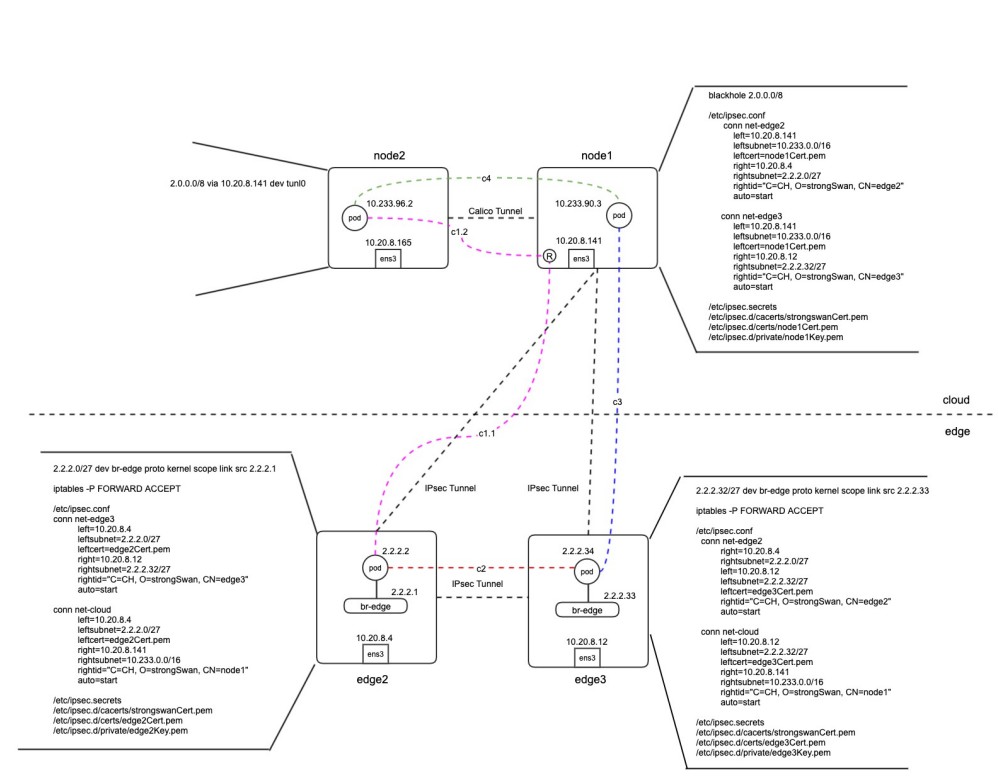 blackhole 2.0.0.0/8
/etc/ipsec.conf
conn net-edge2
left=10.20.8.141
leftsubnet=10.233.0.0/16
leftcert=node1Cert.pem
right=10.20.8.4
rightsubnet=2.2.2.0/27
rightid="C=CH, O=strongSwan, CN=edge2"
auto=start
conn net-edge3
left=10.20.8.141
leftsubnet=10.233.0.0/16
leftcert=node1Cert.pem
right=10.20.8.12
rightsubnet=2.2.2.32/27
rightid="C=CH, O=strongSwan, CN=edge3"
auto=start
/etc/ipsec.secrets
/etc/ipsec.d/cacerts/strongswanCert.pem
/etc/ipsec.d/certs/node1Cert.pem
/etc/ipsec.d/private/node1Key.pem
node2
node1
2.0.0.0/8 via 10.20.8.141 dev tunl0
c4
10.233.96.2
10.233.90.3
pod
pod
Calico Tunnel
c1.2
10.20.8.165
10.20.8.141
ens3
R
ens3
c3
cloud
edge
c1.1
IPsec Tunnel
IPsec Tunnel
2.2.2.0/27 dev br-edge proto kernel scope link src 2.2.2.1
iptables -P FORWARD ACCEPT
/etc/ipsec.conf
conn net-edge3
left=10.20.8.4
leftsubnet=2.2.2.0/27
leftcert=edge2Cert.pem
right=10.20.8.12
rightsubnet=2.2.2.32/27
rightid="C=CH, O=strongSwan, CN=edge3"
auto=start
conn net-cloud
left=10.20.8.4
leftsubnet=2.2.2.0/27
leftcert=edge2Cert.pem
right=10.20.8.141
rightsubnet=10.233.0.0/16
rightid="C=CH, O=strongSwan, CN=node1"
auto=start
/etc/ipsec.secrets
/etc/ipsec.d/cacerts/strongswanCert.pem
/etc/ipsec.d/certs/edge2Cert.pem
/etc/ipsec.d/private/edge2Key.pem
2.2.2.2
pod
c2
IPsec Tunnel
2.2.2.1
br-edge
10.20.8.4
ens3
edge2
2.2.2.34
pod
2.2.2.33
br-edge
10.20.8.12
ens3
edge3
2.2.2.32/27 dev br-edge proto kernel scope link src 2.2.2.33
iptables -P FORWARD ACCEPT
/etc/ipsec.conf
conn net-edge2
right=10.20.8.4
rightsubnet=2.2.2.0/27
left=10.20.8.12
leftsubnet=2.2.2.32/27
leftcert=edge3Cert.pem
rightid="C=CH, O=strongSwan, CN=edge2"
auto=start
conn net-cloud
left=10.20.8.12
leftsubnet=2.2.2.32/27
leftcert=edge3Cert.pem
right=10.20.8.141
rightsubnet=10.233.0.0/16
rightid="C=CH, O=strongSwan, CN=node1"
auto=start
/etc/ipsec.secrets
/etc/ipsec.d/cacerts/strongswanCert.pem
/etc/ipsec.d/certs/edge3Cert.pem
/etc/ipsec.d/private/edge3Key.pem